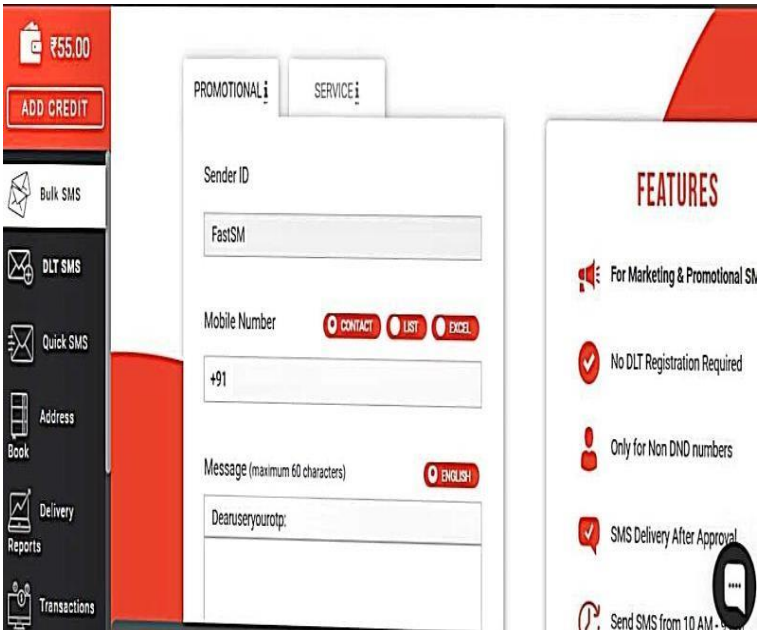 ₹55.00
ADD CREDIT
Bulk SMS
DLT SMS
Quick SMS
Address
Book
Delivery
Reports
Transactions
PROMOTIONAL i
SERVICE i
Sender ID
FastSM
Mobile Number
CONTACT
LIST
EXCEL
+91
Message (maximum 60 characters)
ENGLISH
Dearuseryourotp:
FEATURES
For Marketing & Promotional SM
No DLT Registration Required
Only for Non DND numbers
SMS Delivery After Approval
Send SMS from 10 AM - 9